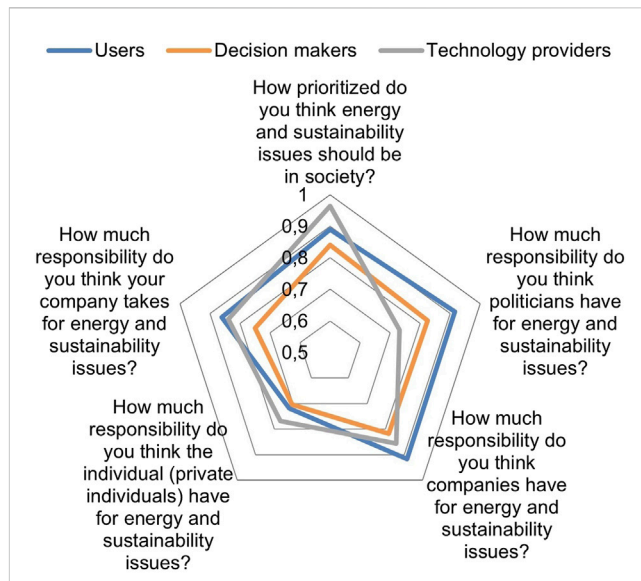 Users Decision makers Technology providers
How prioritized do
you think energy
and sustainability
issues should be
in society?
1
0,9
0,8
0,7
0,6
0,5
How much
responsibility do
you think
politicians have
for energy and
sustainability
issues?
How much
responsibility do
you think
companies have
for energy and
sustainability
issues?
How much
responsibility do
you think the
individual (private
individuals) have
for energy and
sustainability
issues?
How much
responsibility do
you think your
company takes
for energy and
sustainability
issues?